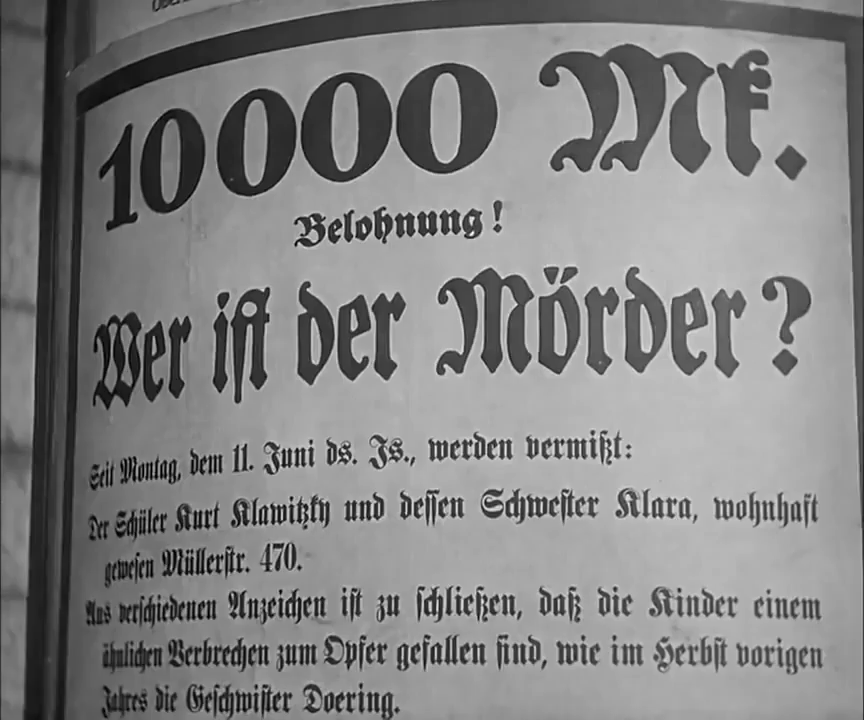 10000 Mk.
Belohnung!
Wer ist der Mörder?
Seit Montag, dem 11. Juni ds. Js., werden vermißt:
Der Schüler Kurt Klawitzky und dessen Schwester Klara, wohnhaft
gewesen Müllerstr. 470.
Aus verschiedenen Anzeichen ist zu schließen, daß die Kinder einem
ähnlichen Verbrechen zum Opfer gefallen sind, wie im Herbst vorigen
Jahres die Geschwister Doering.